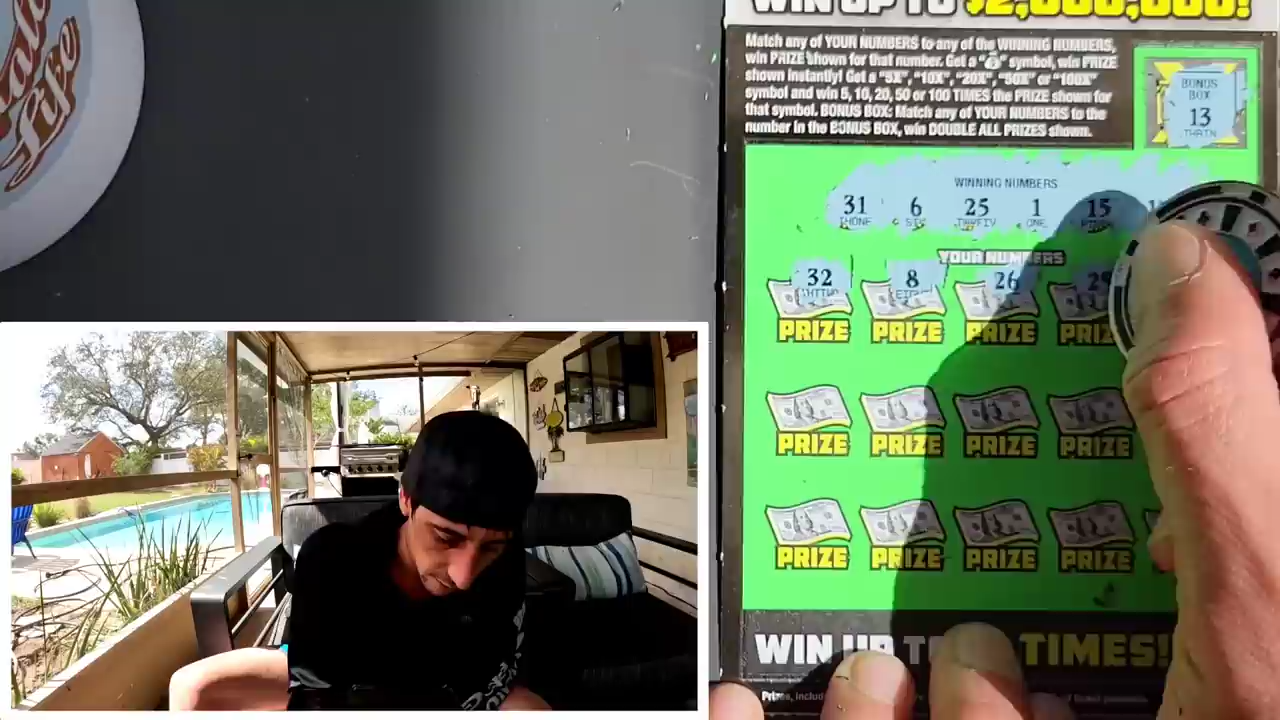 WIN UP TO $2,000,000!
Match any of YOUR NUMBERS to any of the WINNING NUMBERS,
win PRIZE shown for that number. Get a " " symbol, win PRIZE
shown instantly! Get a "5X", "10X", "20X", "50X" or "100X"
symbol and win 5, 10, 20, 50 or 100 TIMES the PRIZE shown for
that symbol. BONUS BOX: Match any of YOUR NUMBERS to the
number in the BONUS BOX, win DOUBLE ALL PRIZES shown.
BONUS
BOX
13
THRTN
WINNING NUMBERS
31 6 25 1 15
THONE SIX TWYFIV ONE
YOUR NUMBERS
32 8 26
PRIZE PRIZE PRIZE PRIZE
PRIZE PRIZE PRIZE PRIZE
PRIZE PRIZE PRIZE PRIZE
WIN UP TIMES!
Life